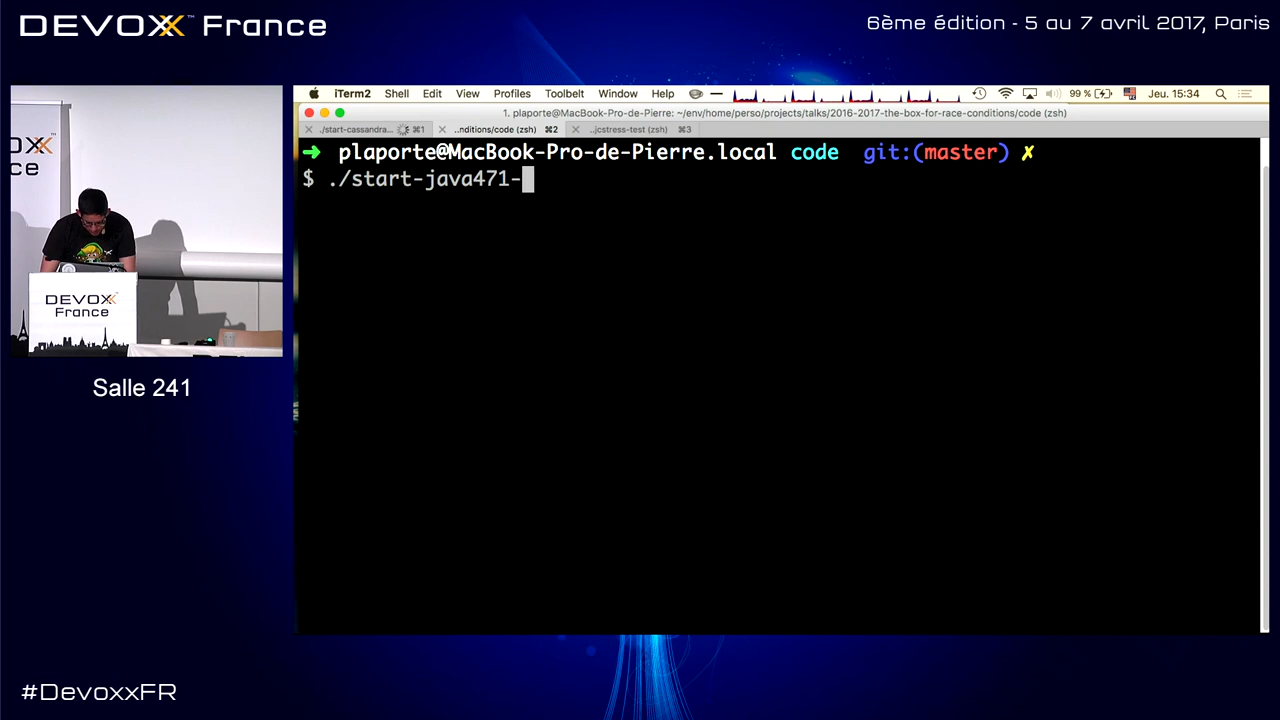 DEVOXX™ France
6ème édition - 5 au 7 avril 2017, Paris
iTerm2 Shell Edit View Profiles Toolbelt Window Help 99 % Jeu. 15:34
1. plaporte@MacBook-Pro-de-Pierre: ~/env/home/perso/projects/talks/2016-2017-the-box-for-race-conditions/code (zsh)
./start-cassandra... ⌘1 ..nditions/code (zsh) ⌘2 ..jcstress-test (zsh) ⌘3
➜ plaporte@MacBook-Pro-de-Pierre.local code git:(master) ✗
$ ./start-java471-
OXX™
ce
DEVOXX
France
Salle 241
#DevoxxFR